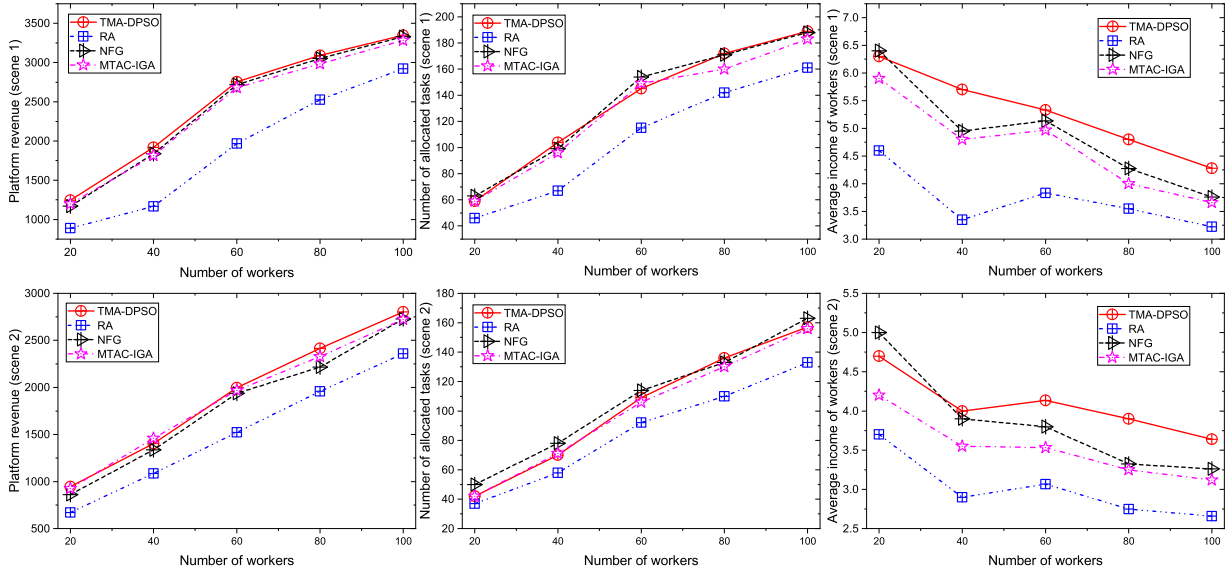 Platform revenue (scene 1)
3500
3000
2500
2000
1500
1000
TMA-DPSO
RA
NFG
MTAC-IGA
20 40 60 80 100
Number of workers
Number of allocated tasks (scene 1)
200
180
160
140
120
100
80
60
40
TMA-DPSO
RA
NFG
MTAC-IGA
20 40 60 80 100
Number of workers
Average income of workers (scene 1)
7.0
6.5
6.0
5.5
5.0
4.5
4.0
3.5
3.0
TMA-DPSO
RA
NFG
MTAC-IGA
20 40 60 80 100
Number of workers
Platform revenue (scene 2)
3000
2500
2000
1500
1000
500
TMA-DPSO
RA
NFG
MTAC-IGA
20 40 60 80 100
Number of workers
Number of allocated tasks (scene 2)
180
160
140
120
100
80
60
40
20
TMA-DPSO
RA
NFG
MTAC-IGA
20 40 60 80 100
Number of workers
Average income of workers (scene 2)
5.5
5.0
4.5
4.0
3.5
3.0
2.5
TMA-DPSO
RA
NFG
MTAC-IGA
20 40 60 80 100
Number of workers